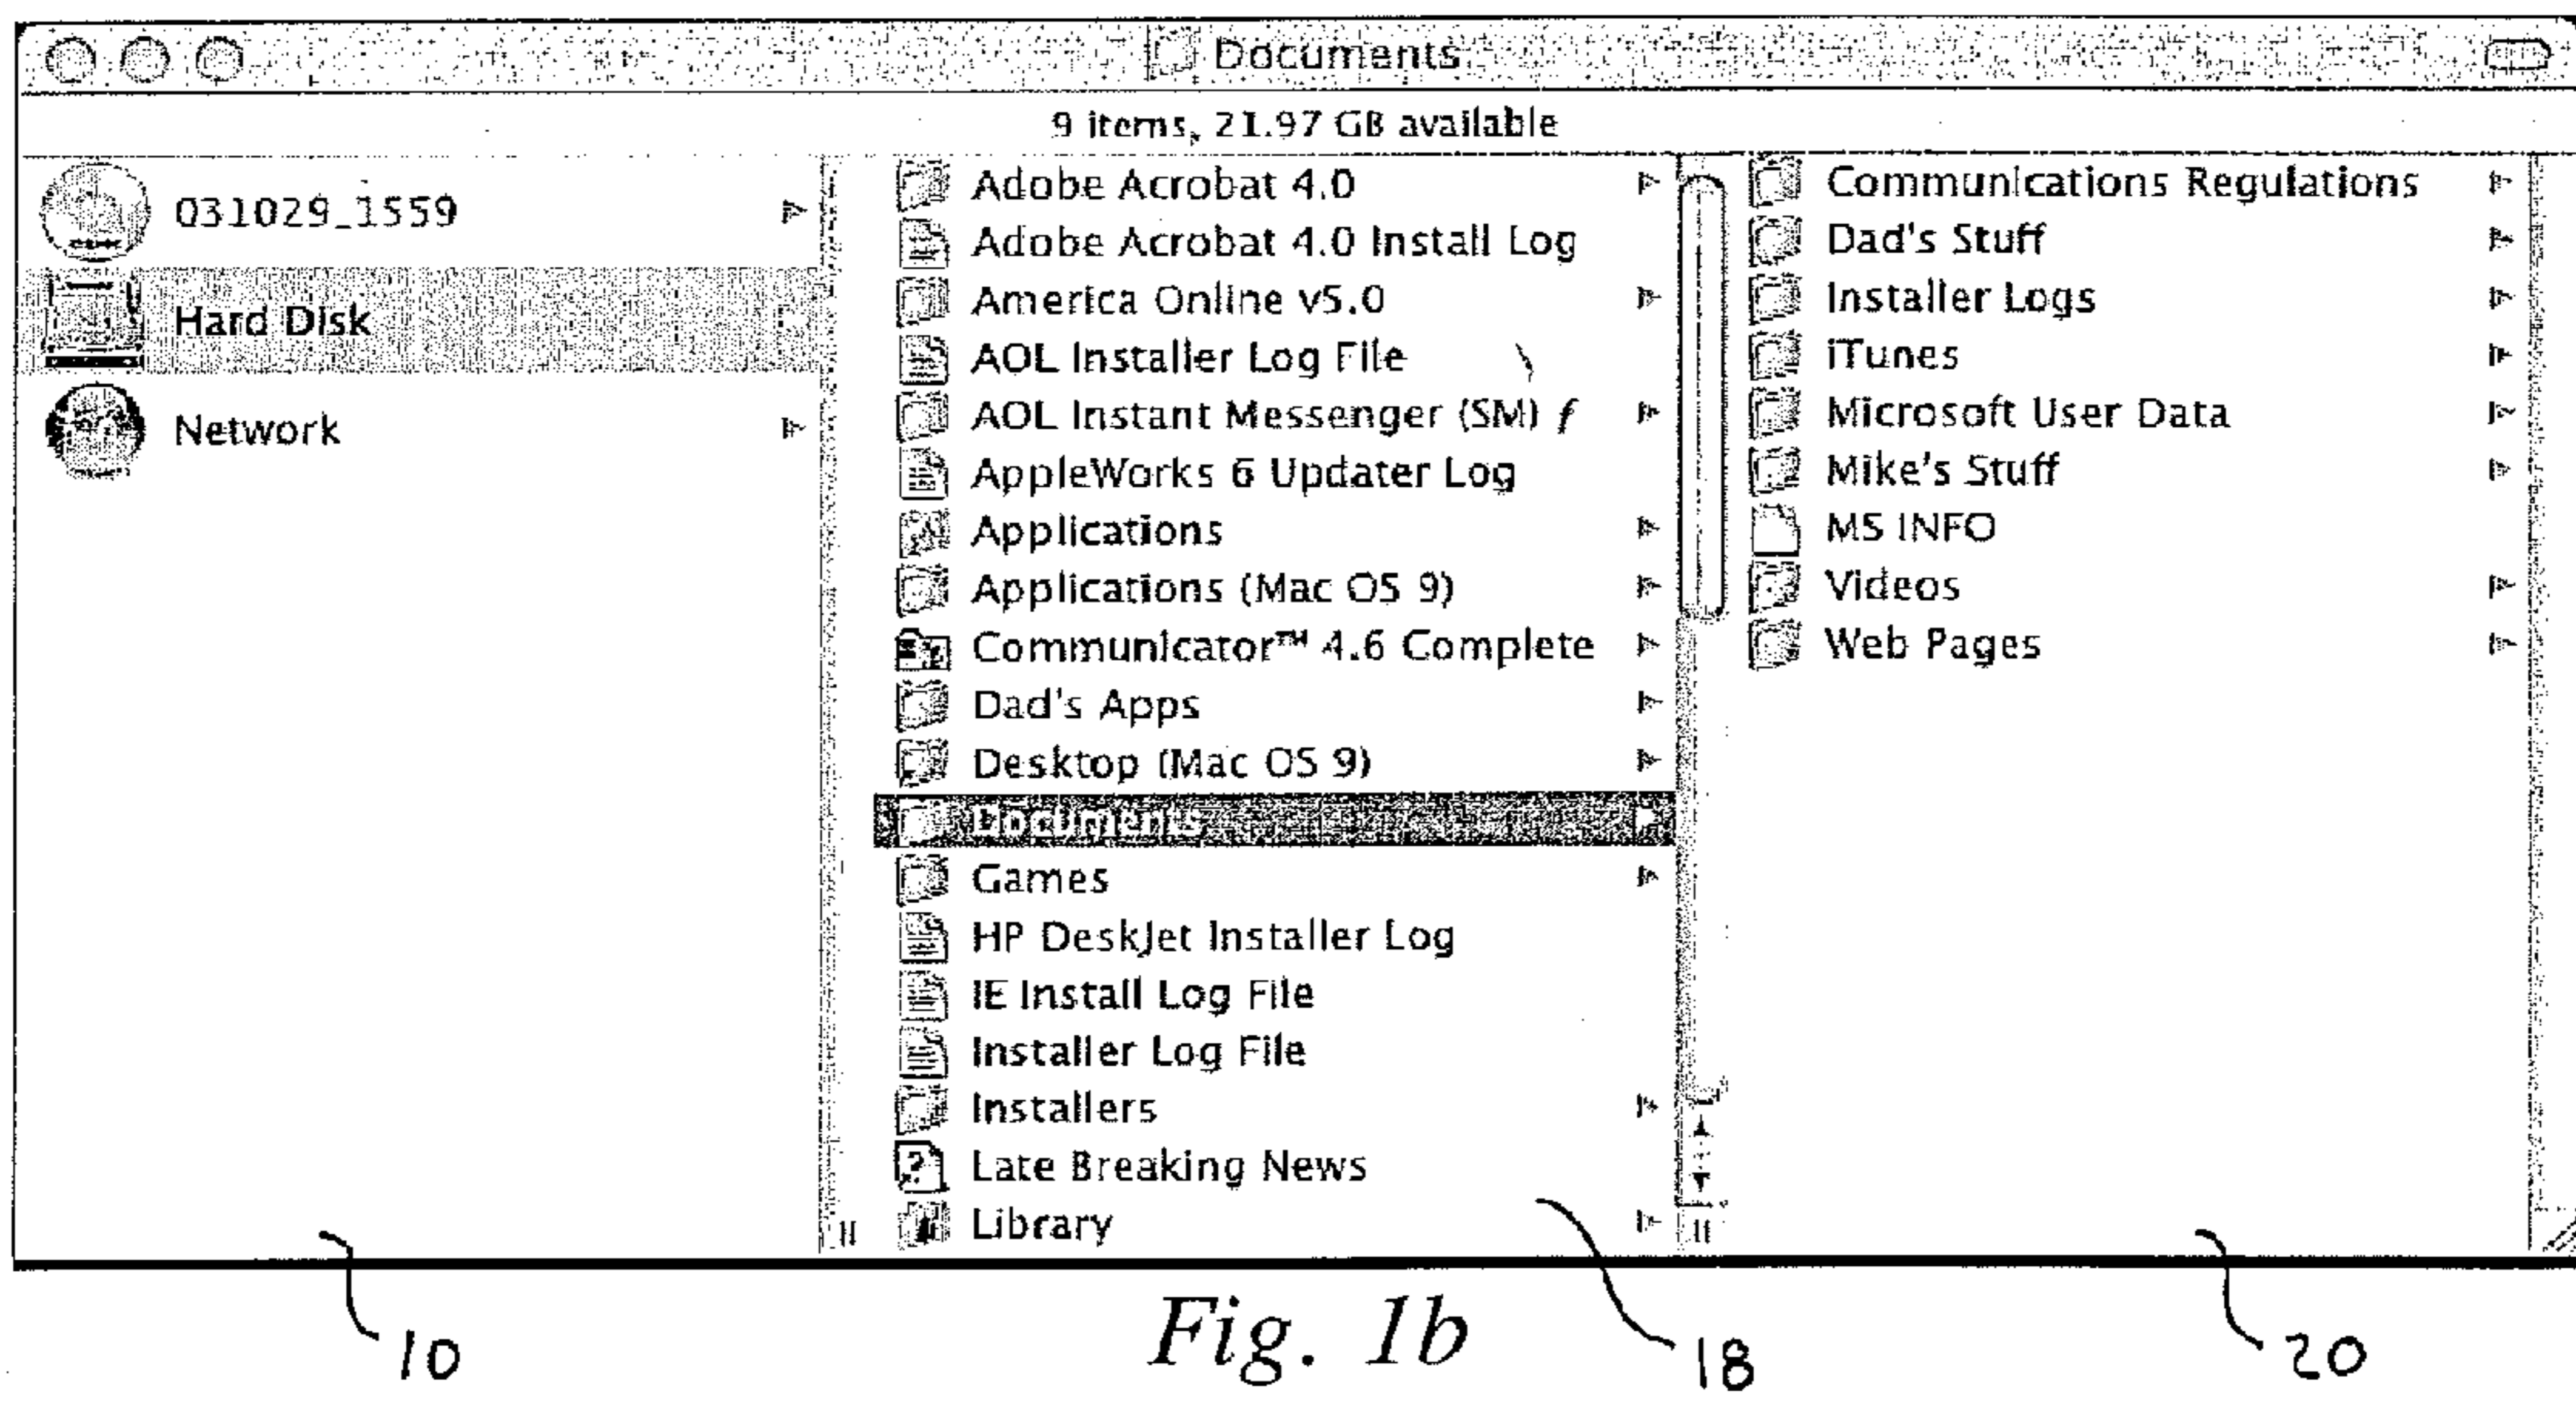 Documents
9 items, 21.97 GB available
031029_1559
Hard Disk
Network
Adobe Acrobat 4.0
Adobe Acrobat 4.0 Install Log
America Online v5.0
AOL Installer Log File
AOL Instant Messenger (SM) ƒ
AppleWorks 6 Updater Log
Applications
Applications (Mac OS 9)
Communicator™ 4.6 Complete
Dad's Apps
Desktop (Mac OS 9)
Documents
Games
HP DeskJet Installer Log
IE Install Log File
Installer Log File
Installers
Late Breaking News
Library
Communications Regulations
Dad's Stuff
Installer Logs
iTunes
Microsoft User Data
Mike's Stuff
MS INFO
Videos
Web Pages
10
Fig. 1b
18
20